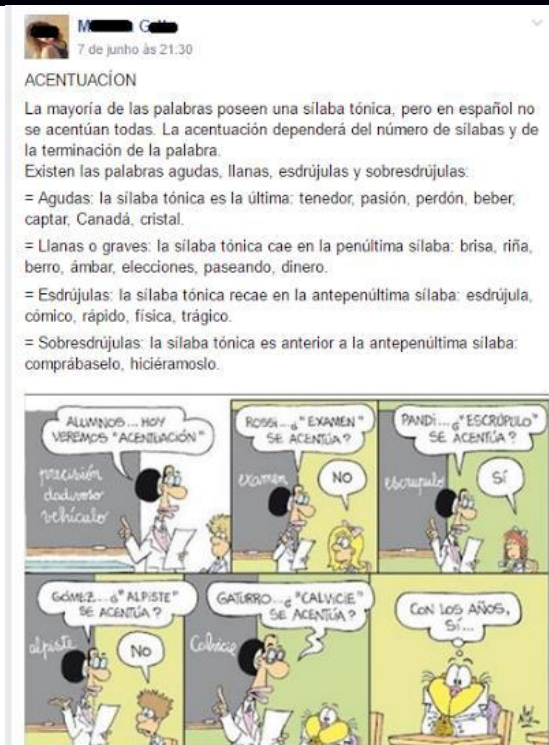 7 de junho às 21:30
ACENTUACÍON
La mayoría de las palabras poseen una sílaba tónica, pero en español no
se acentúan todas. La acentuación dependerá del número de sílabas y de
la terminación de la palabra.
Existen las palabras agudas, llanas, esdrújulas y sobresdrújulas:
= Agudas: la sílaba tónica es la última: tenedor, pasión, perdón, beber,
captar, Canadá, cristal.
= Llanas o graves: la sílaba tónica cae en la penúltima sílaba: brisa, riña,
berro, ámbar, elecciones, paseando, dinero.
= Esdrújulas: la sílaba tónica recae en la antepenúltima sílaba: esdrújula,
cómico, rápido, física, trágico.
= Sobresdrújulas: la sílaba tónica es anterior a la antepenúltima sílaba:
comprábaselo, hiciéramoslo.
ALUMNOS... HOY
VEREMOS "ACENTUACIÓN"
precisión
dadivoso
vehículo
ROSSI... ¿"EXAMEN"
SE ACENTÚA?
examen
NO
PANDI... ¿"ESCRÚPULO"
SE ACENTÚA?
escrupulo
SÍ
GÓMEZ... ¿"ALPISTE"
SE ACENTÚA?
alpiste
NO
GATURRO... ¿"CALVICIE"
SE ACENTÚA?
Calvicie
CON LOS AÑOS,
SÍ...